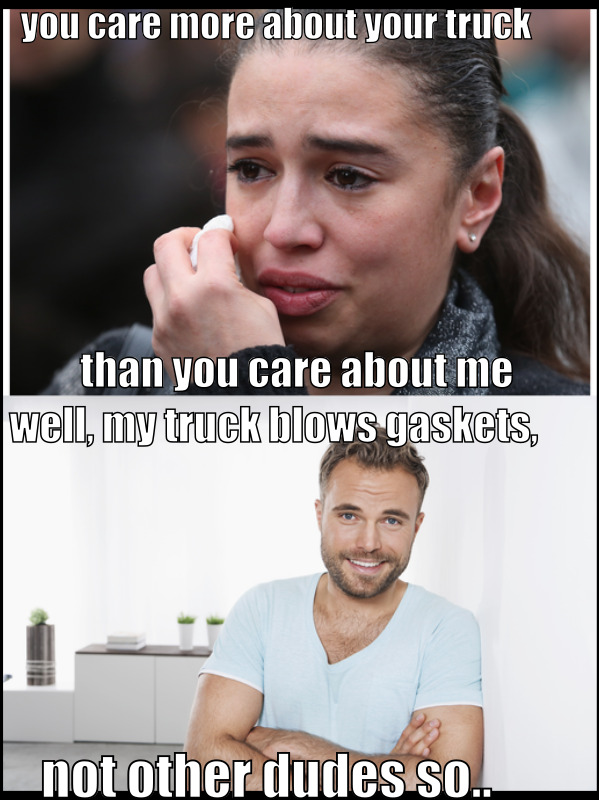 you care more about your truck
than you care about me
well, my truck blows gaskets,
not other dudes so..